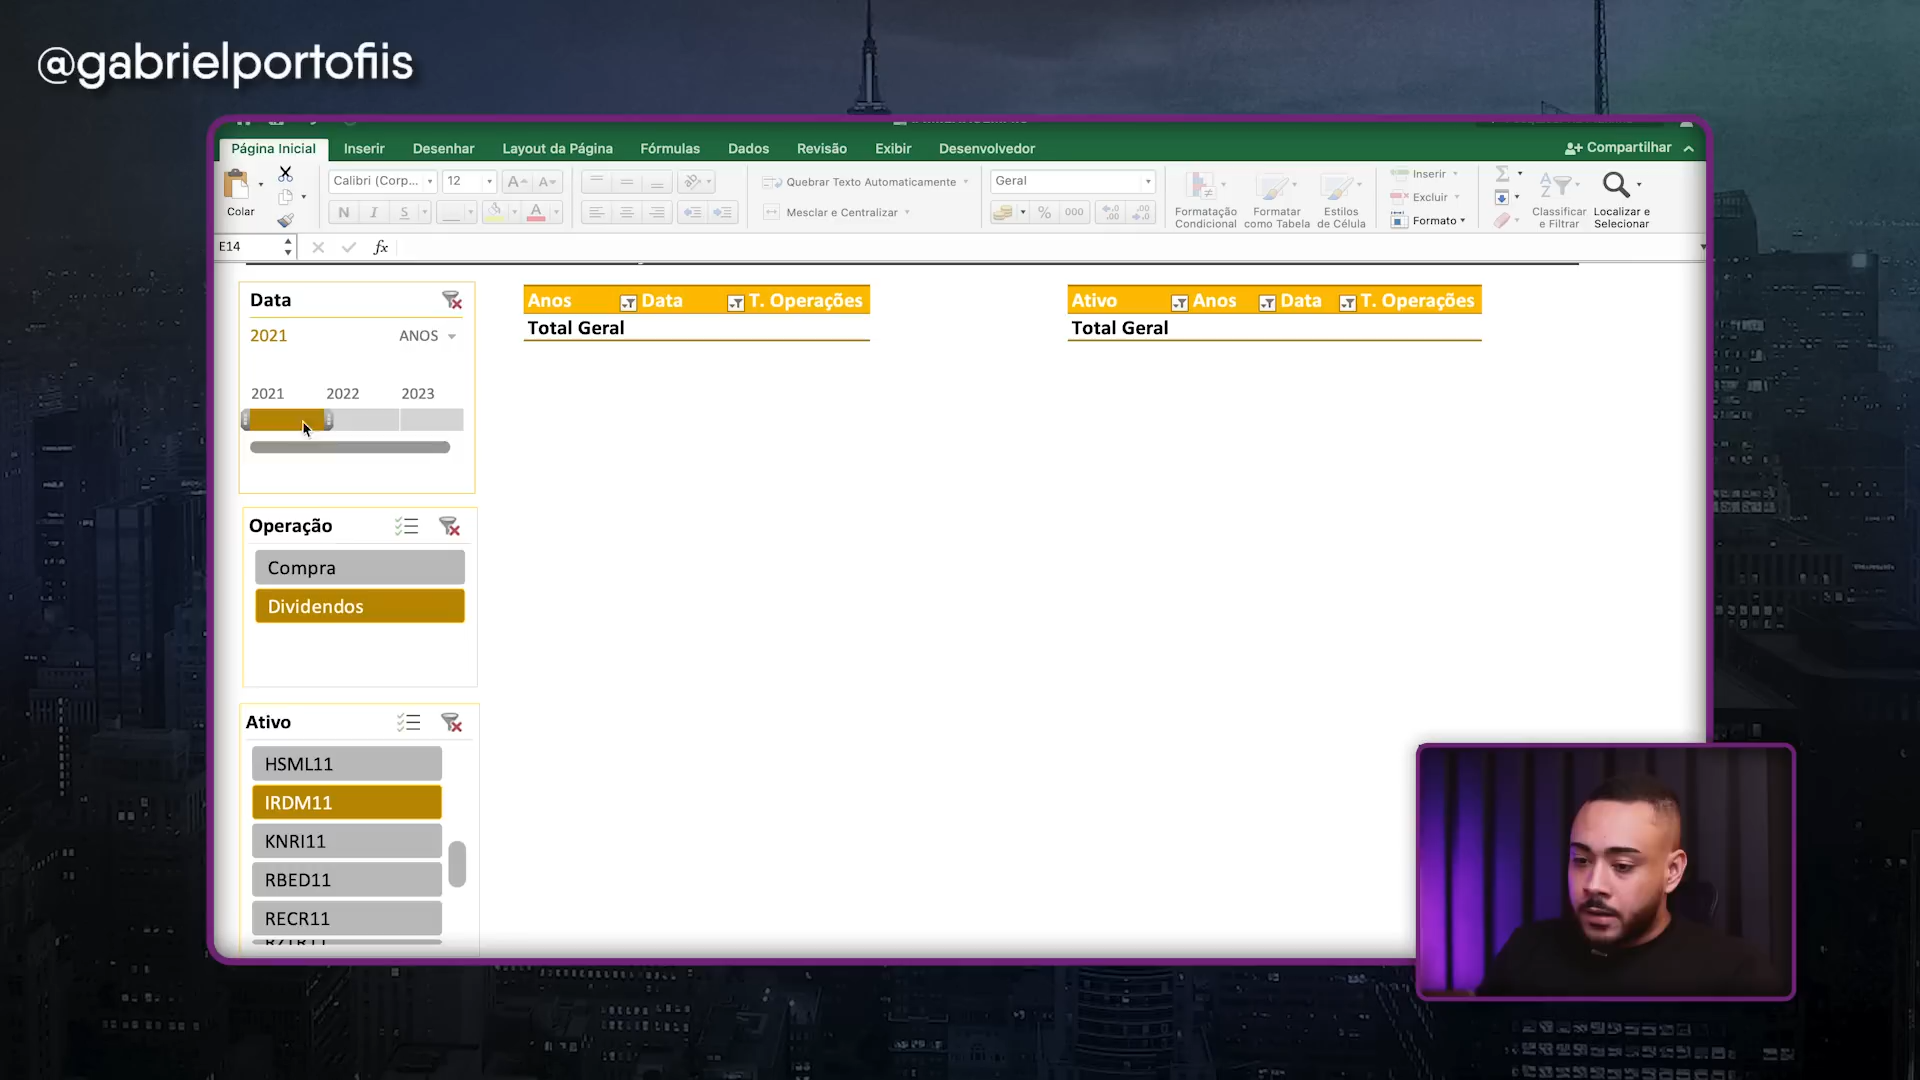 @gabrielportofiis
Página Inicial Inserir Desenhar Layout da Página Fórmulas Dados Revisão Exibir Desenvolvedor Compartilhar
Colar
Calibri (Corp... 12
N I S A
Quebrar Texto Automaticamente
Mesclar e Centralizar
Geral
% 000
Formatação Condicional
Formatar como Tabela
Estilos de Célula
Inserir
Excluir
Formato
Classificar e Filtrar
Localizar e Selecionar
E14 fx
Data
2021 ANOS
2021 2022 2023
Operação
Compra
Dividendos
Ativo
HSML11
IRDM11
KNRI11
RBED11
RECR11
Anos Data T. Operações
Total Geral
Ativo Anos Data T. Operações
Total Geral